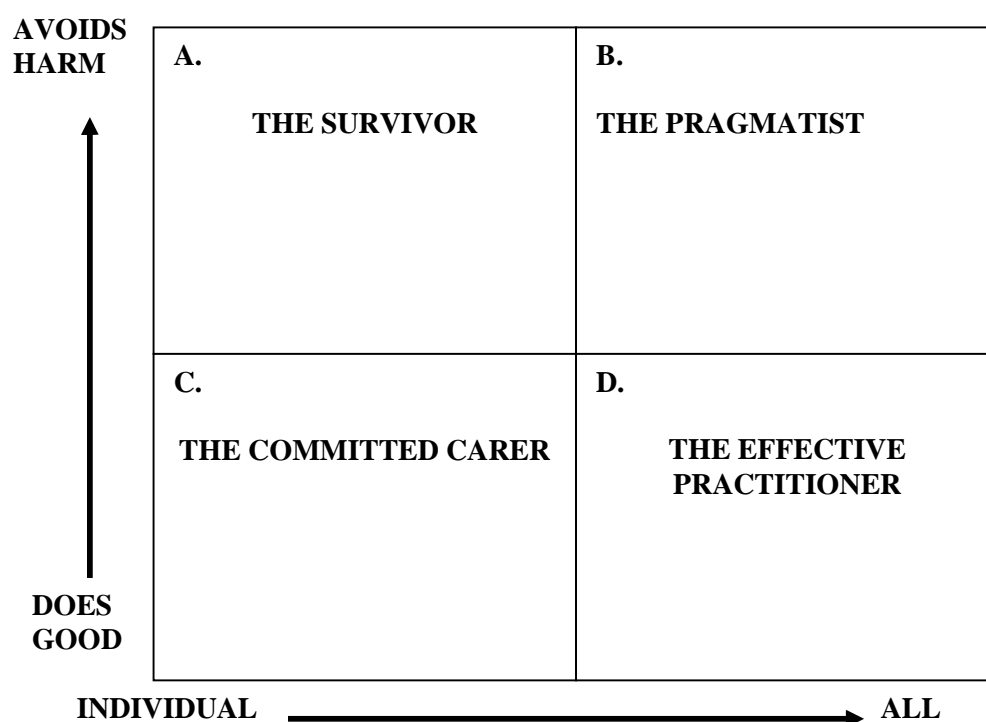 AVOIDS
HARM
A.
THE SURVIVOR
B.
THE PRAGMATIST
C.
THE COMMITTED CARER
D.
THE EFFECTIVE
PRACTITIONER
DOES
GOOD
INDIVIDUAL
ALL